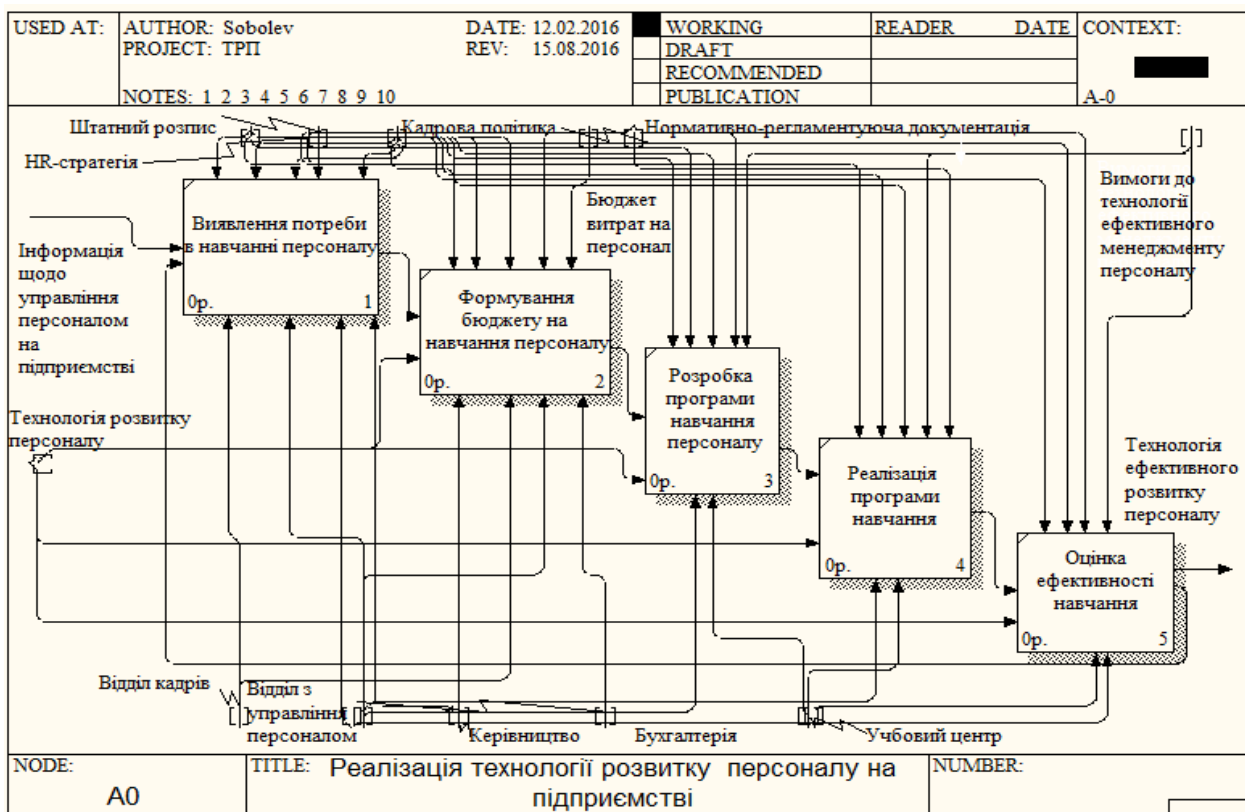 USED AT:
AUTHOR: Sobolev
DATE: 12.02.2016
PROJECT: ТРП
REV: 15.08.2016
NOTES: 1 2 3 4 5 6 7 8 9 10
WORKING
DRAFT
RECOMMENDED
PUBLICATION
READER
DATE
CONTEXT:
A-0
Штатний розпис
Кадрова політика
Нормативно-регламентуюча документація
HR-стратегія
Виявлення потреби
в навчанні персоналу
0р.
1
Бюджет
витрат на
персонал
Вимоги до
технології
ефективного
менеджменту
персоналу
Інформація
щодо
управління
персоналом
на
підприємстві
Формування
бюджету на
навчання персоналу
0р.
2
Розробка
програми
навчання
персоналу
0р.
3
Технологія розвитку
персоналу
Реалізація
програми
навчання
0р.
4
Технологія
ефективного
розвитку
персоналу
Оцінка
ефективності
навчання
0р.
5
Відділ кадрів
Відділ з
управління
персоналом
Керівництво
Бухгалтерія
Учбовий центр
NODE:
A0
TITLE:
Реалізація технології розвитку персоналу на
підприємстві
NUMBER: